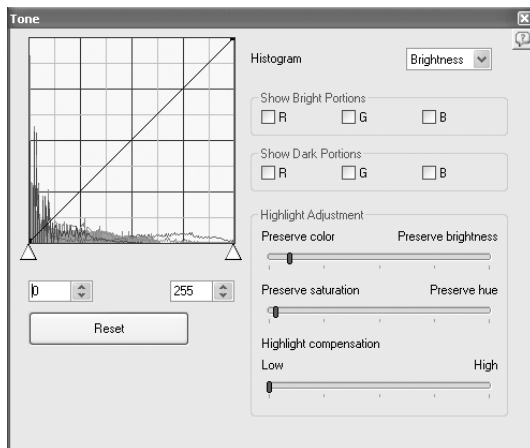 Tone
Histogram
Brightness
Show Bright Portions
R G B
Show Dark Portions
R G B
Highlight Adjustment
Preserve color Preserve brightness
Preserve saturation Preserve hue
Highlight compensation
Low High
0 255
Reset